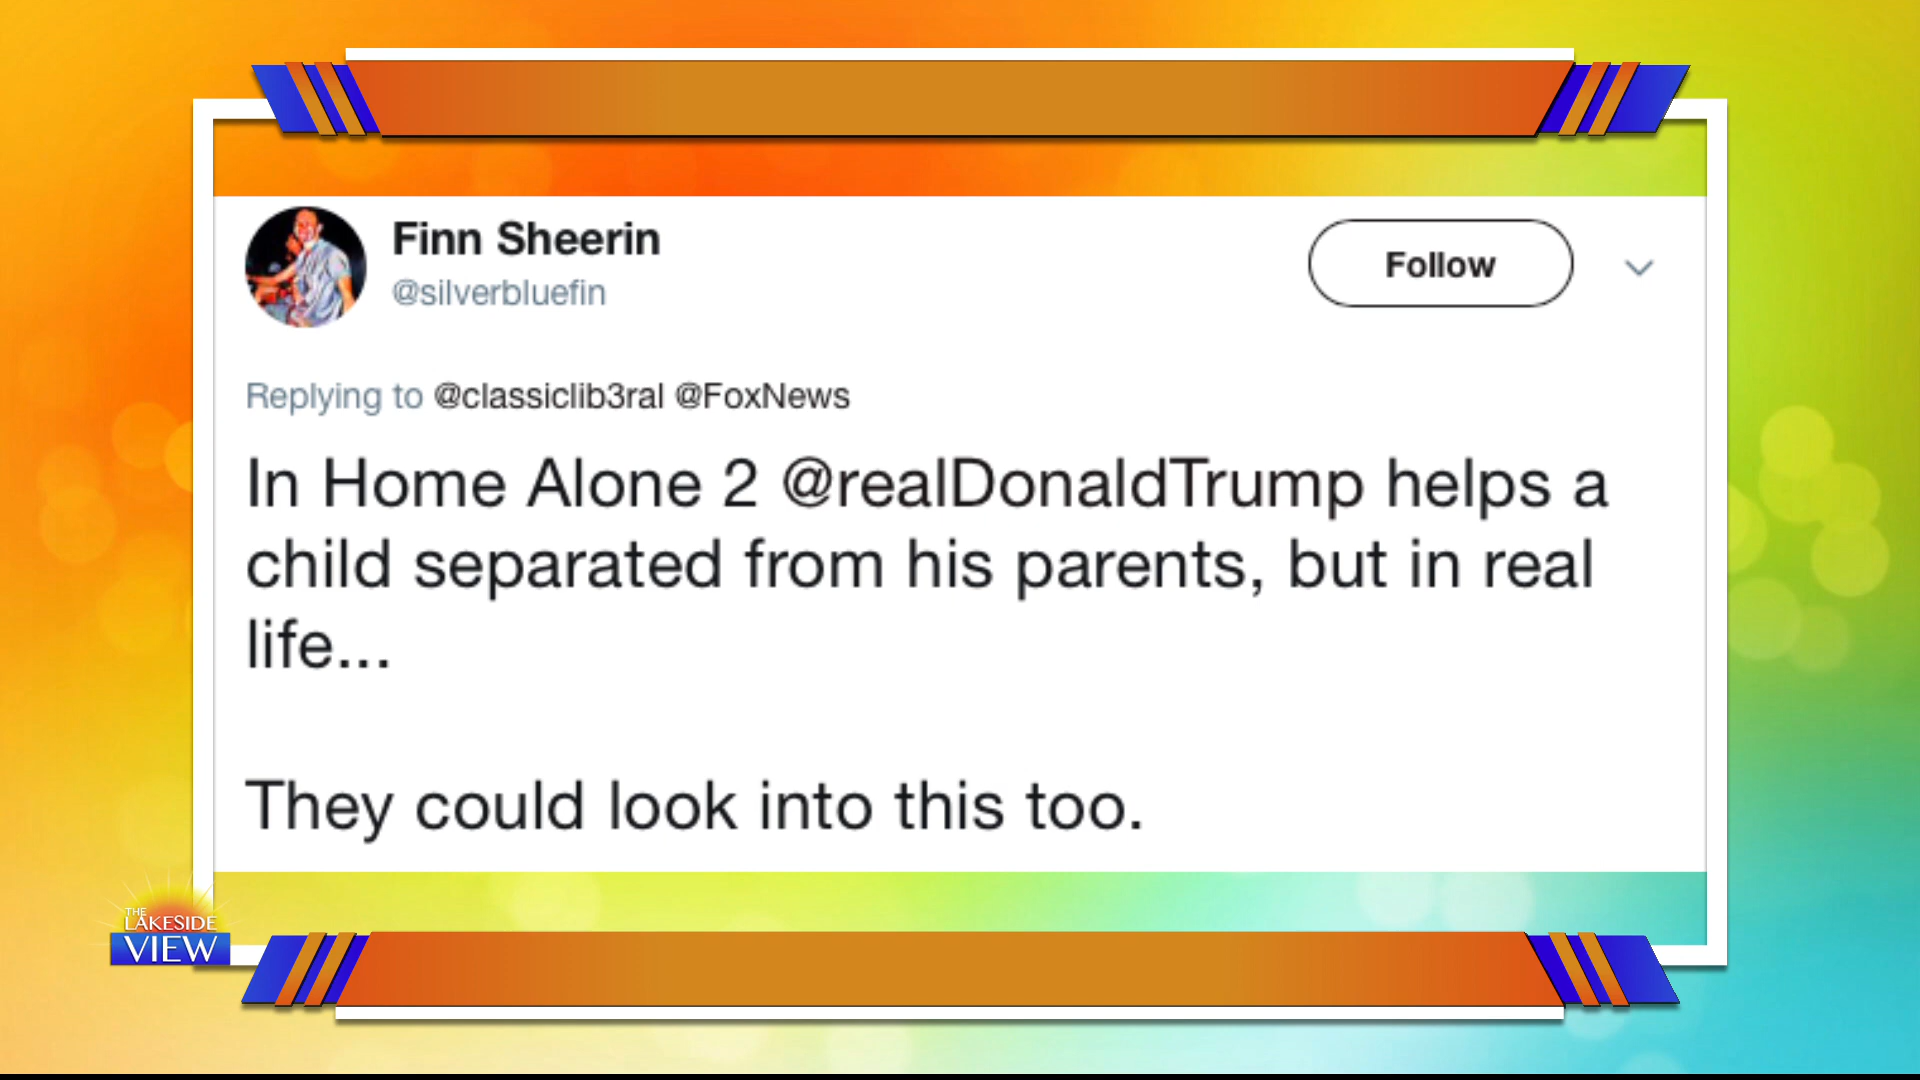 Finn Sheerin
@silverbluefin
Follow
Replying to @classiclib3ral @FoxNews
In Home Alone 2 @realDonaldTrump helps a
child separated from his parents, but in real
life...
They could look into this too.
THE
LAKESIDE
VIEW